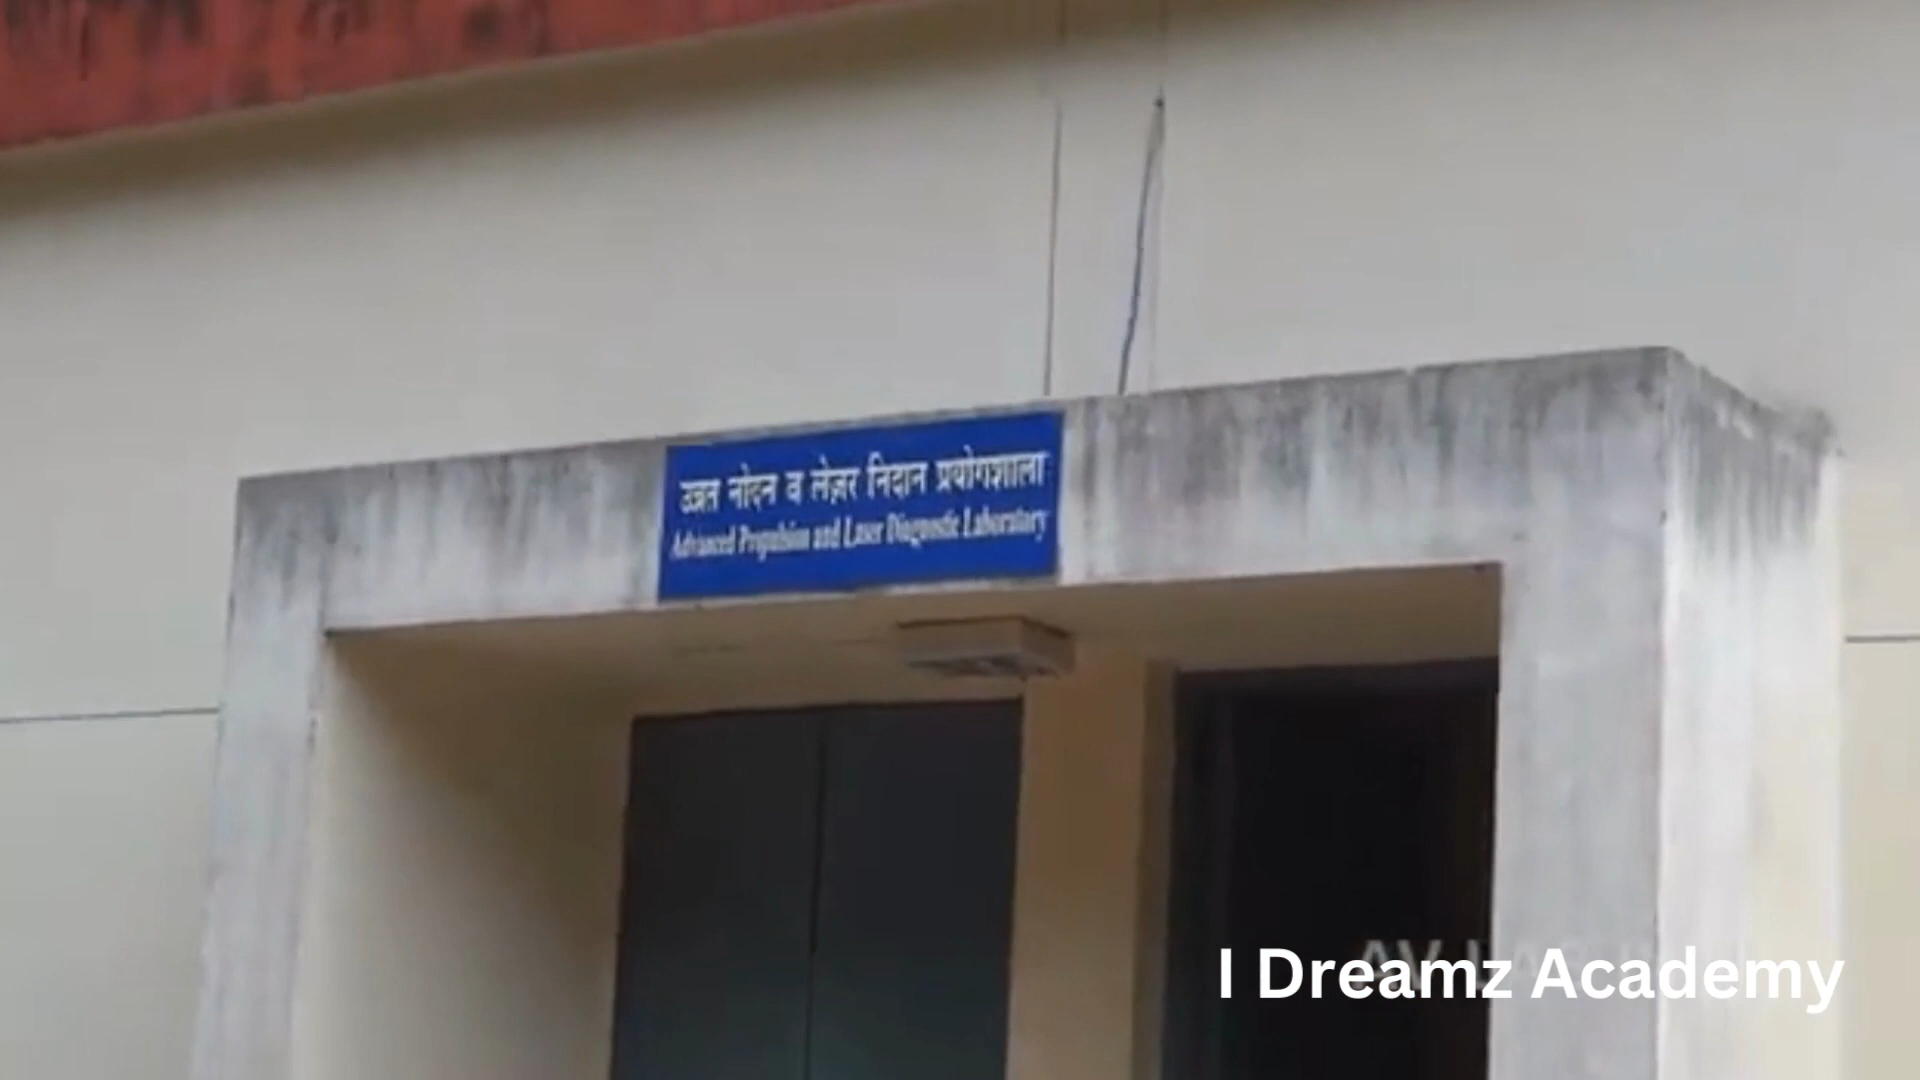 उन्नत नोदन व लेज़र निदान प्रयोगशाला
Advanced Propulsion and Laser Diagnostic Laboratory
I Dreamz Academy